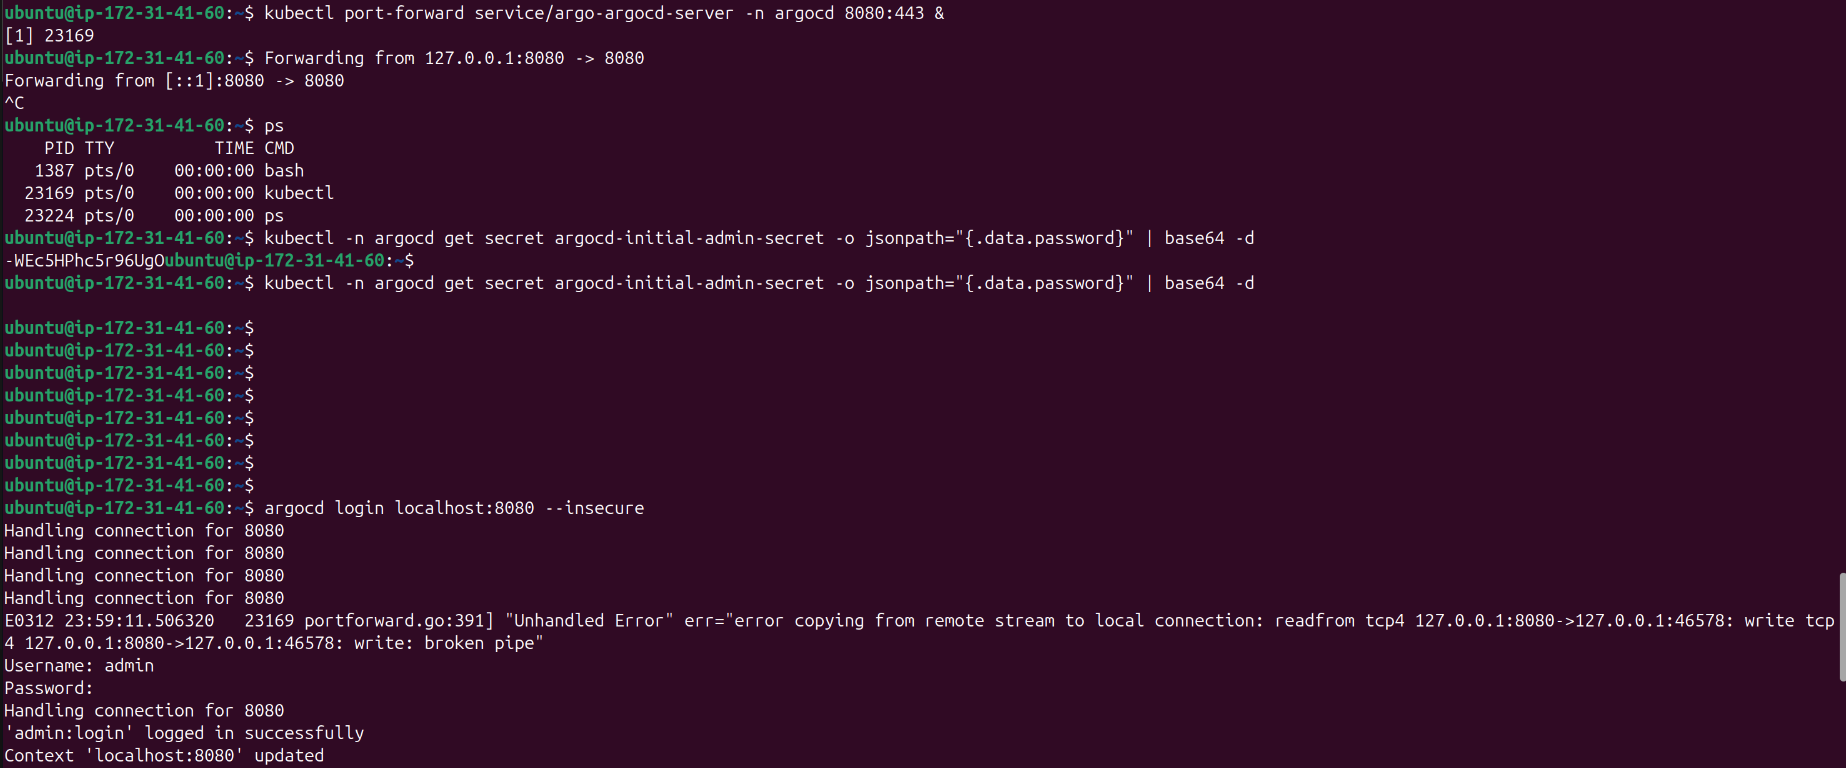 ubuntu@ip-172-31-41-60:~$ kubectl port-forward service/argo-argocd-server -n argocd 8080:443 &
[1] 23169
ubuntu@ip-172-31-41-60:~$ Forwarding from 127.0.0.1:8080 -> 8080
Forwarding from [::1]:8080 -> 8080
^C
ubuntu@ip-172-31-41-60:~$ ps
    PID TTY          TIME CMD
   1387 pts/0    00:00:00 bash
  23169 pts/0    00:00:00 kubectl
  23224 pts/0    00:00:00 ps
ubuntu@ip-172-31-41-60:~$ kubectl -n argocd get secret argocd-initial-admin-secret -o jsonpath="{.data.password}" | base64 -d
-WEc5HPhc5r96UgOubuntu@ip-172-31-41-60:~$
ubuntu@ip-172-31-41-60:~$ kubectl -n argocd get secret argocd-initial-admin-secret -o jsonpath="{.data.password}" | base64 -d

ubuntu@ip-172-31-41-60:~$
ubuntu@ip-172-31-41-60:~$
ubuntu@ip-172-31-41-60:~$
ubuntu@ip-172-31-41-60:~$
ubuntu@ip-172-31-41-60:~$
ubuntu@ip-172-31-41-60:~$
ubuntu@ip-172-31-41-60:~$
ubuntu@ip-172-31-41-60:~$
ubuntu@ip-172-31-41-60:~$ argocd login localhost:8080 --insecure
Handling connection for 8080
Handling connection for 8080
Handling connection for 8080
Handling connection for 8080
E0312 23:59:11.506320   23169 portforward.go:391] "Unhandled Error" err="error copying from remote stream to local connection: readfrom tcp4 127.0.0.1:8080->127.0.0.1:46578: write tcp
4 127.0.0.1:8080->127.0.0.1:46578: write: broken pipe"
Username: admin
Password:
Handling connection for 8080
'admin:login' logged in successfully
Context 'localhost:8080' updated